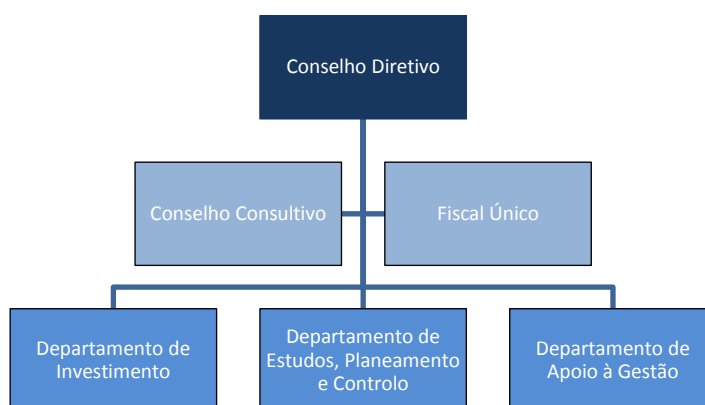 Conselho Diretivo
Conselho Consultivo
Fiscal Único
Departamento de
Investimento
Departamento de
Estudos, Planeamento
e Controlo
Departamento de
Apoio à Gestão